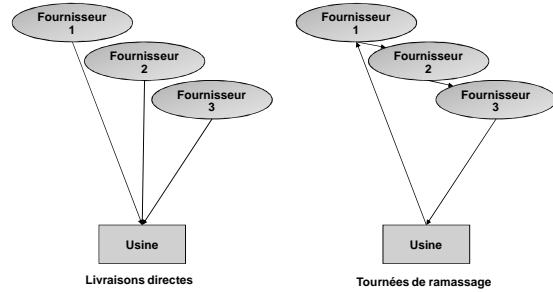 Fournisseur
1
Fournisseur
2
Fournisseur
3
Usine
Livraisons directes
Fournisseur
1
Fournisseur
2
Fournisseur
3
Usine
Tournées de ramassage